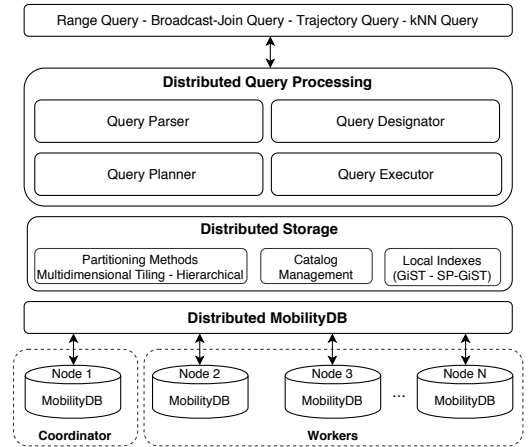 Range Query - Broadcast-Join Query - Trajectory Query - kNN Query
Distributed Query Processing
Query Parser
Query Designator
Query Planner
Query Executor
Distributed Storage
Partitioning Methods
Multidimensional Tiling - Hierarchical
Catalog
Management
Local Indexes
(GiST - SP-GiST)
Distributed MobilityDB
Node 1
MobilityDB
Node 2
MobilityDB
Node 3
MobilityDB
...
Node N
MobilityDB
Coordinator
Workers